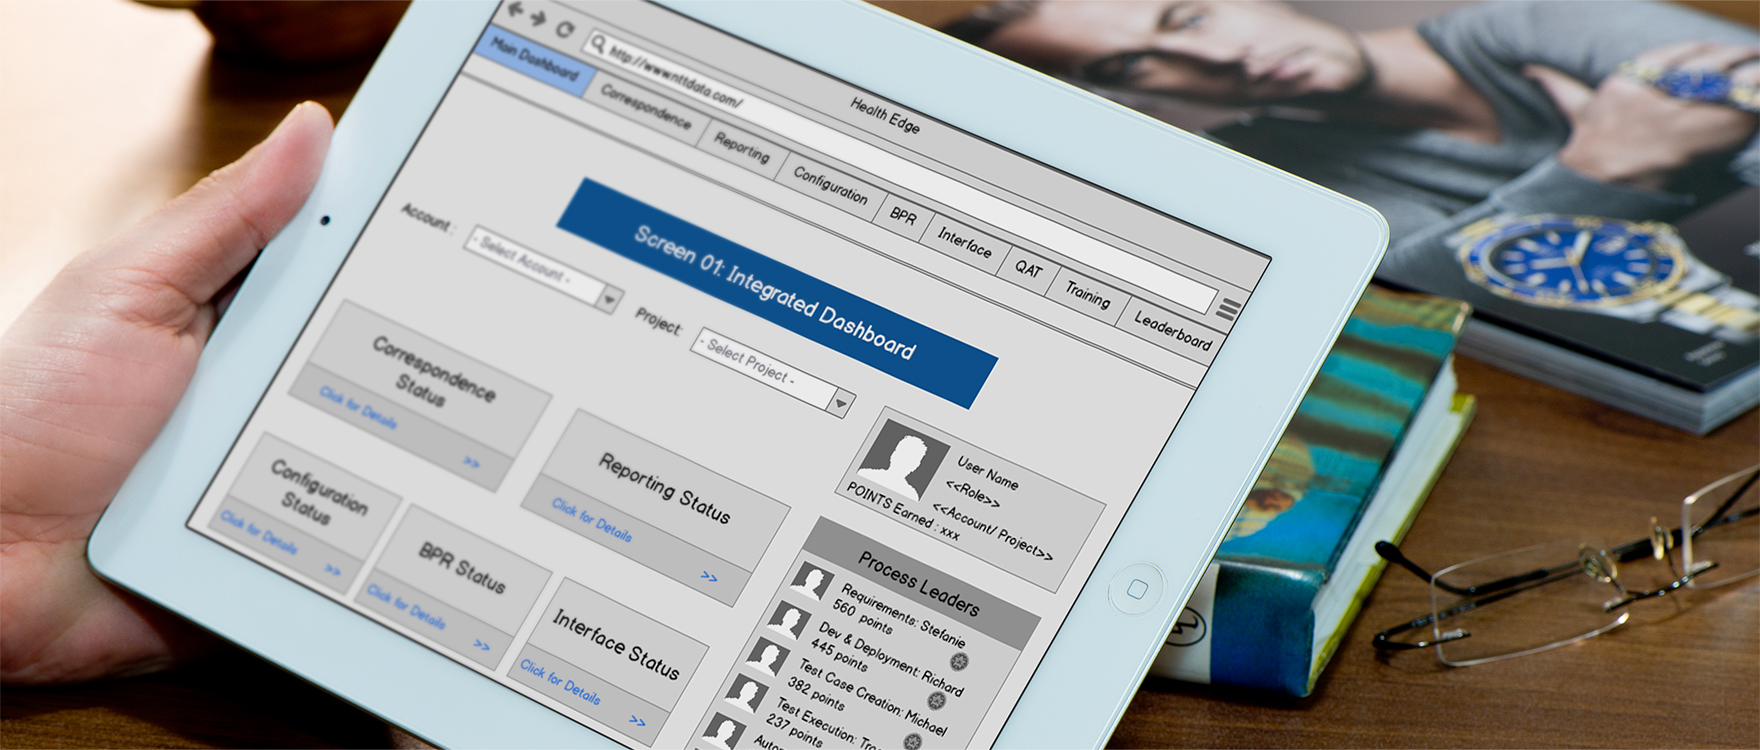 Health Edge
http://www.nttdata.com/
Main Dashboard
Correspondence
Reporting
Configuration
BPR
Interface
QAT
Training
Leaderboard
Screen 01: Integrated Dashboard
Account :
- Select Account -
Project:
- Select Project -
Correspondence
Status
Click for Details
>>
Reporting Status
Click for Details
>>
Configuration
Status
Click for Details
>>
BPR Status
Click for Details
>>
Interface Status
Click for Details
>>
User Name
<<Role>>
<<Account/ Project>>
POINTS Earned : xxx
Process Leaders
Requirements: Stefanie
560 points
Dev & Deployment: Richard
445 points
Test Case Creation: Michael
382 points
Test Execution:
237 points